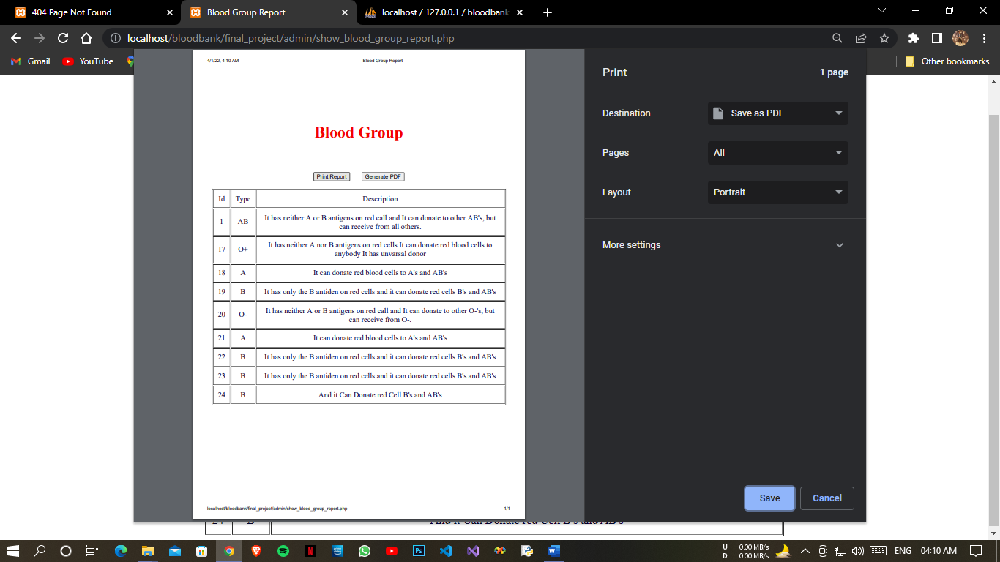 404 Page Not Found
Blood Group Report
localhost / 127.0.0.1 / bloodbank
localhost/bloodbank/final_project/admin/show_blood_group_report.php
Gmail
YouTube
Other bookmarks
4/1/22, 4:10 AM
Blood Group Report
Blood Group
Print Report
Generate PDF
Id Type Description
1 AB It has neither A or B antigens on red call and It can donate to other AB's, but
can receive from all others.
17 O+ It has neither A nor B antigens on red cells It can donate red blood cells to
anybody It has unvarsal donor
18 A It can donate red blood cells to A's and AB's
19 B It has only the B antiden on red cells and it can donate red cells B's and AB's
20 O- It has neither A or B antigens on red call and It can donate to other O-'s, but
can receive from O-.
21 A It can donate red blood cells to A's and AB's
22 B It has only the B antiden on red cells and it can donate red cells B's and AB's
23 B It has only the B antiden on red cells and it can donate red cells B's and AB's
24 B And it Can Donate red Cell B's and AB's
localhost/bloodbank/final_project/admin/show_blood_group_report.php
1/1
Print
1 page
Destination
Save as PDF
Pages
All
Layout
Portrait
More settings
Save
Cancel
24 B And it Can Donate red Cell B's and AB's
U: 0.00 MB/s
D: 0.00 MB/s
ENG
04:10 AM